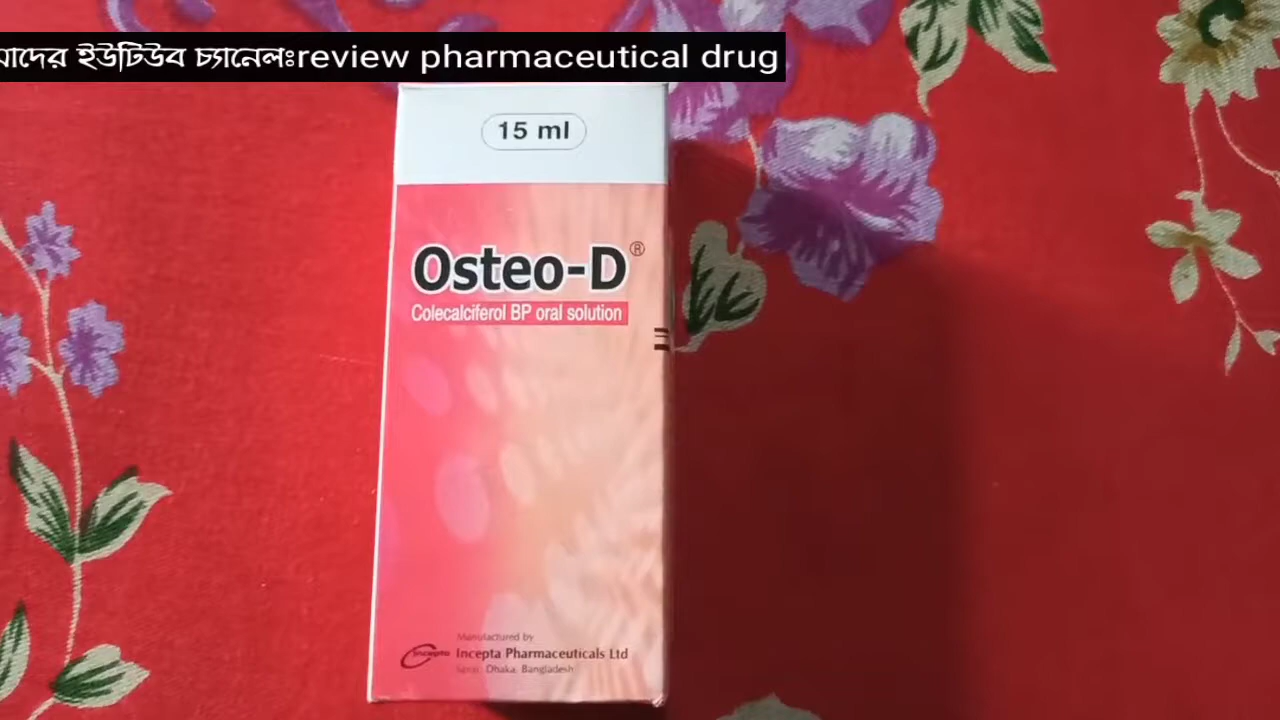 মাদের ইউটিউব চ্যানেলঃreview pharmaceutical drug
15 ml
Osteo-D®
Colecalciferol BP oral solution
Manufactured by
Incepta Incepta Pharmaceuticals Ltd
Dhaka, Bangladesh